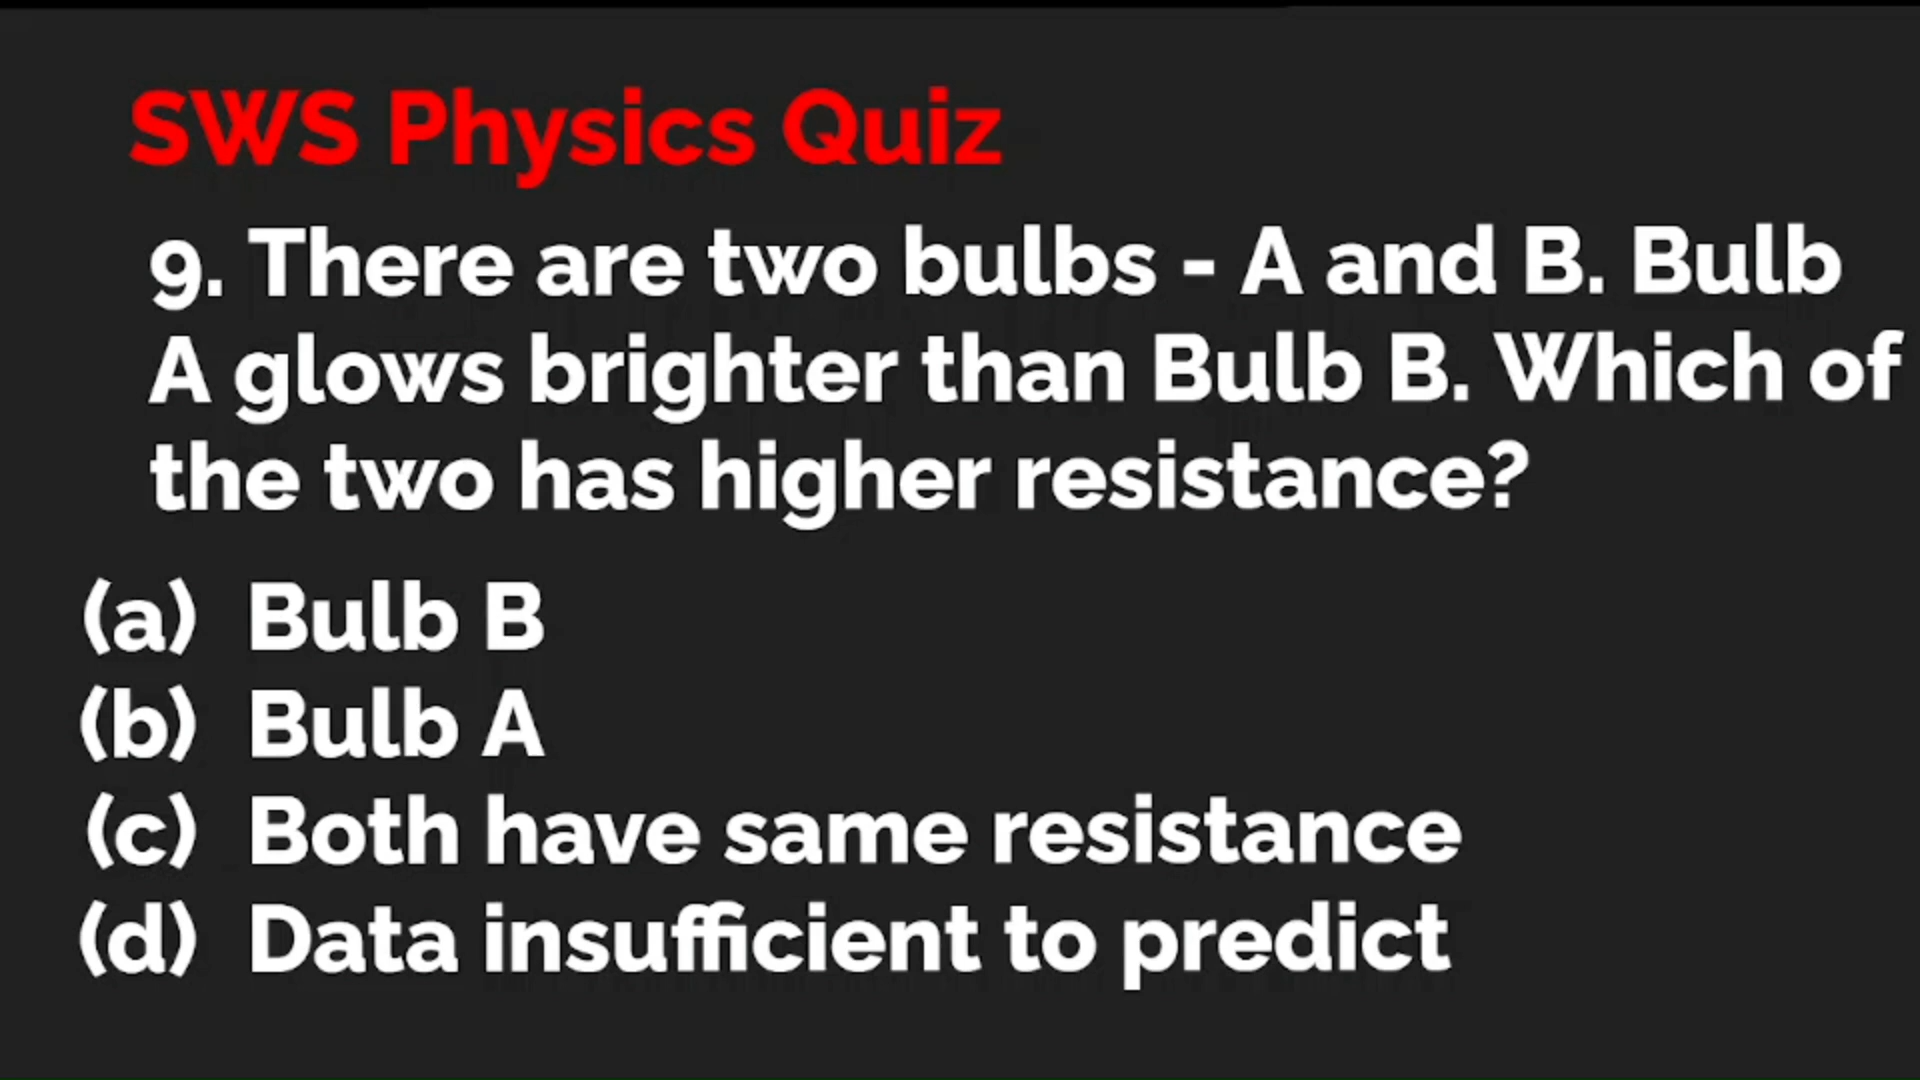 SWS Physics Quiz
9. There are two bulbs - A and B. Bulb
A glows brighter than Bulb B. Which of
the two has higher resistance?
(a) Bulb B
(b) Bulb A
(c) Both have same resistance
(d) Data insufficient to predict